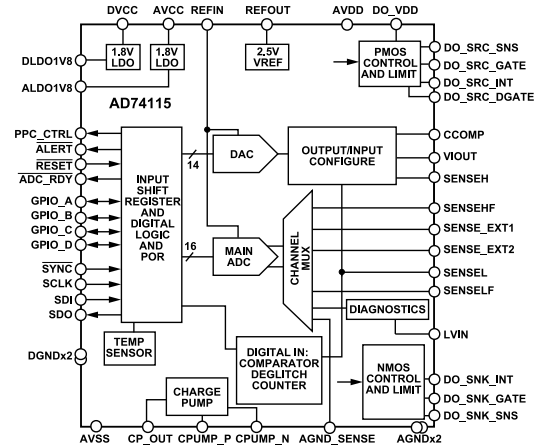 DVCC AVCC REFIN REFOUT AVDD DO_VDD
1.8V
LDO
1.8V
LDO
2.5V
VREF
PMOS
CONTROL
AND LIMIT
DO_SRC_SNS
DO_SRC_GATE
DO_SRC_INT
DO_SRC_DGATE
DLDO1V8
ALDO1V8
AD74115
PPC_CTRL
ALERT
RESET
ADC_RDY
GPIO_A
GPIO_B
GPIO_C
GPIO_D
SYNC
SCLK
SDI
SDO
DGNDx2
INPUT
SHIFT
REGISTER
AND
DIGITAL
LOGIC
AND
POR
14
DAC
OUTPUT/INPUT
CONFIGURE
CCOMP
VIOUT
SENSEH
16
MAIN
ADC
CHANNEL
MUX
SENSEHF
SENSE_EXT1
SENSE_EXT2
SENSEL
SENSELF
DIAGNOSTICS
LVIN
TEMP
SENSOR
DIGITAL IN:
COMPARATOR
DEGLITCH
COUNTER
NMOS
CONTROL
AND LIMIT
DO_SNK_INT
DO_SNK_GATE
DO_SNK_SNS
CHARGE
PUMP
AVSS CP_OUT CPUMP_P CPUMP_N AGND_SENSE AGNDx2